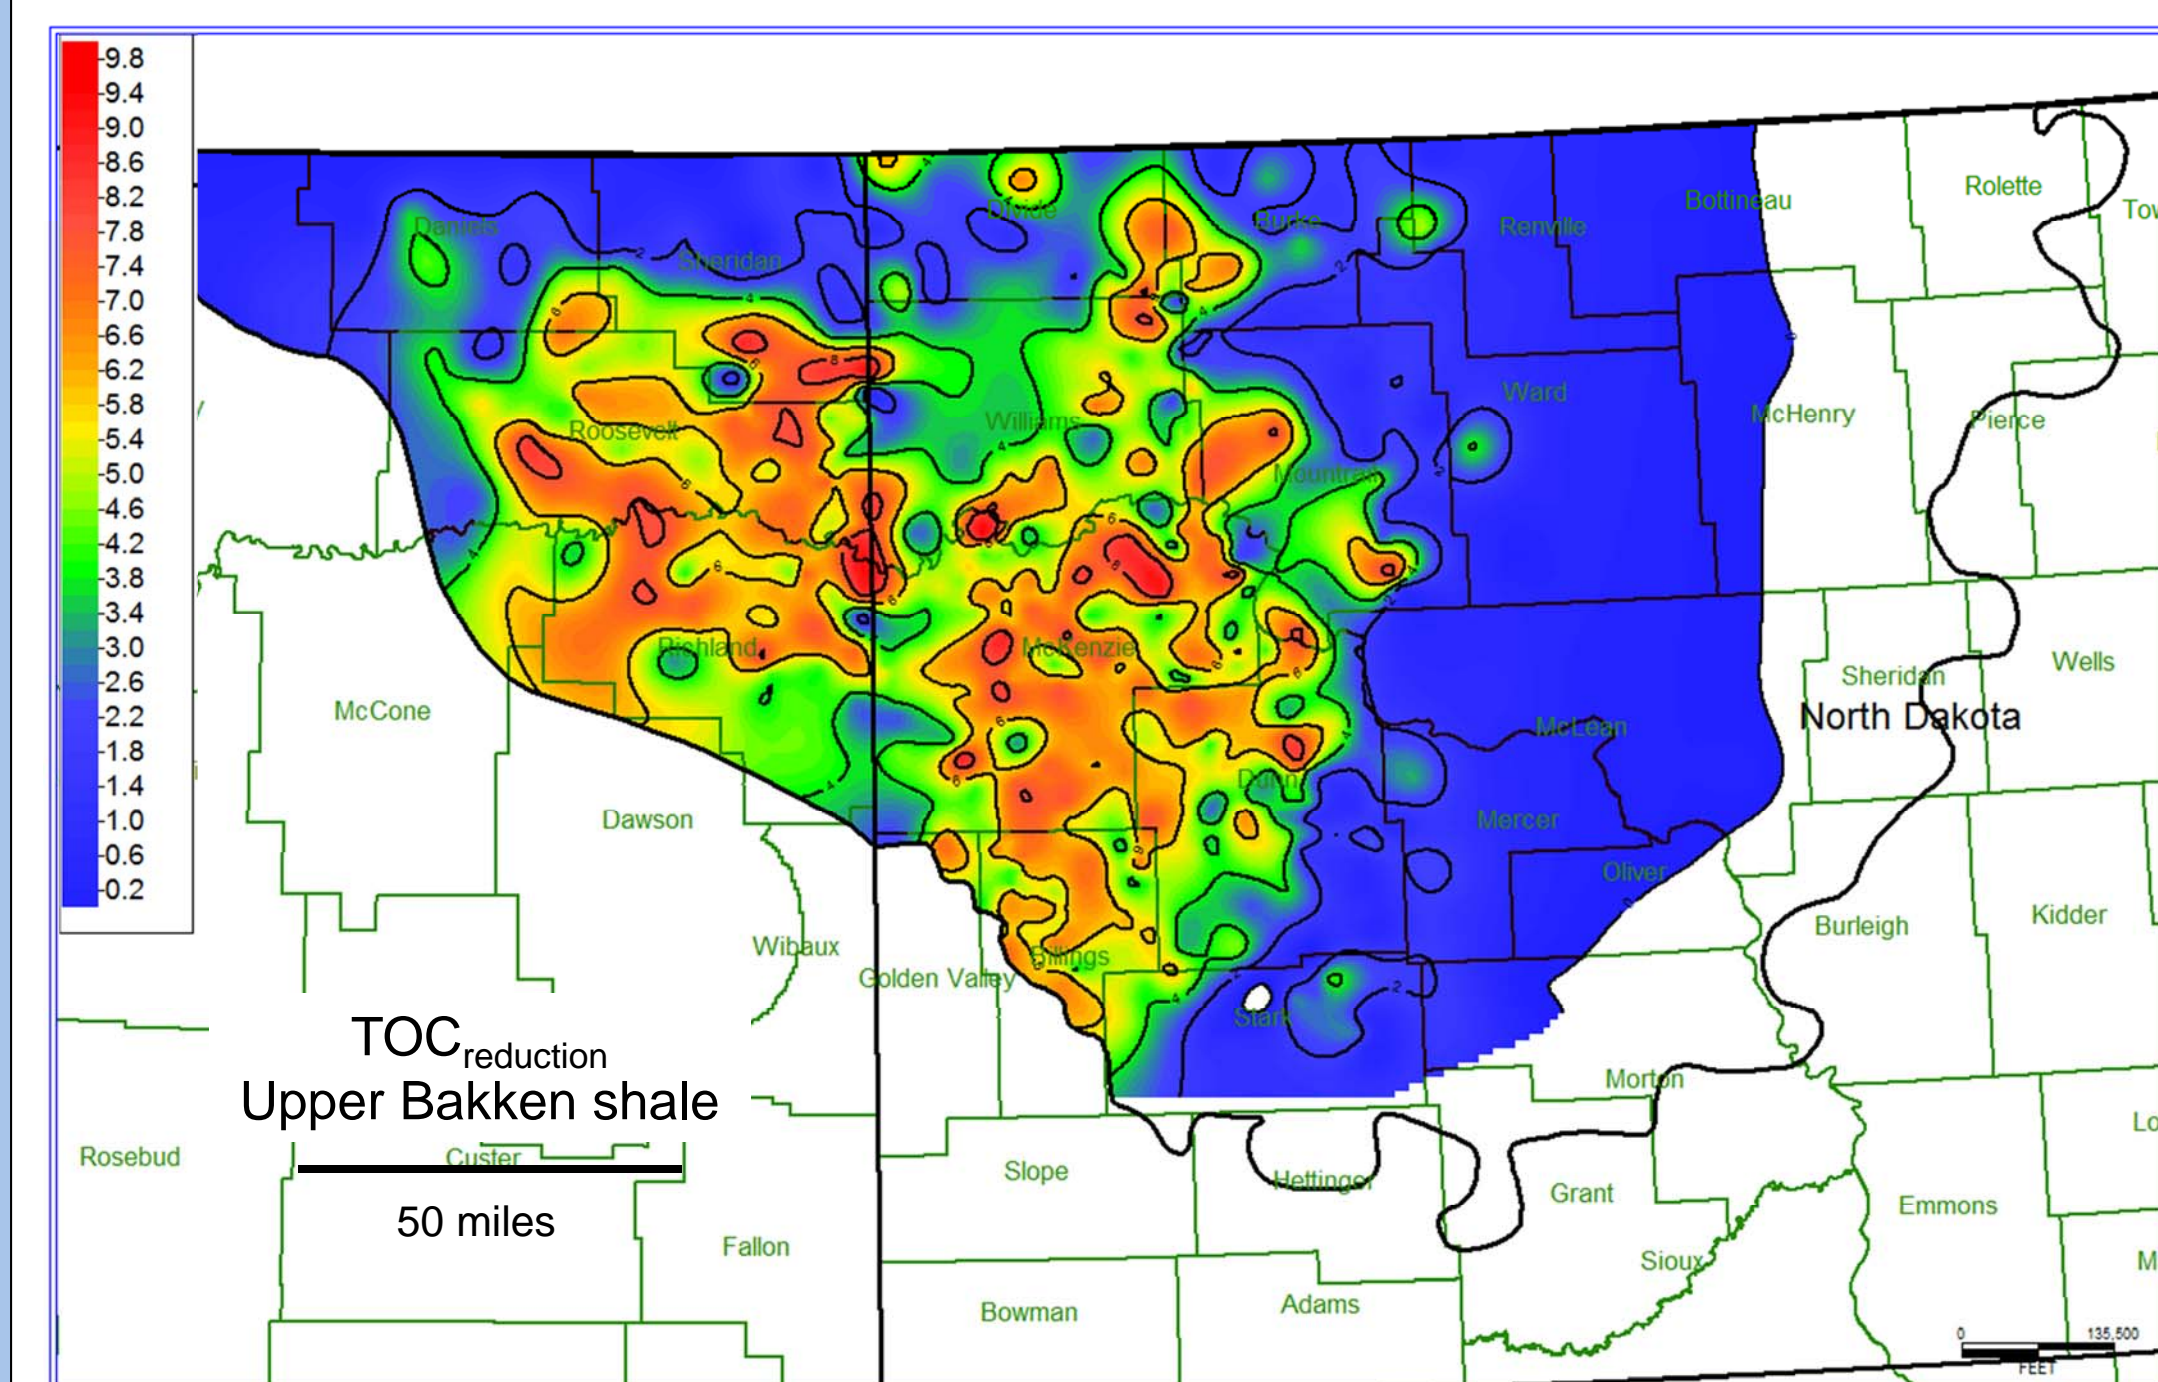 -9.8
-9.4
-9.0
-8.6
-8.2
-7.8
-7.4
-7.0
-6.6
-6.2
-5.8
-5.4
-5.0
-4.6
-4.2
-3.8
-3.4
-3.0
-2.6
-2.2
-1.8
-1.4
-1.0
-0.6
-0.2
Daniels
Sheridan
Divide
Burke
Renville
Bottineau
Rolette
Tow
Roosevelt
Williams
Mountrail
Ward
McHenry
Pierce
McCone
Richland
McKenzie
McLean
Sheridan
Wells
North Dakota
Dawson
Dunn
Mercer
Oliver
Wibaux
Golden Valley
Billings
Burleigh
Kidder
Stark
Morton
TOCreduction
Upper Bakken shale
Rosebud
Custer
50 miles
Fallon
Slope
Hettinger
Grant
Emmons
Lo
Sioux
M
Bowman
Adams
0 135,500
FEET